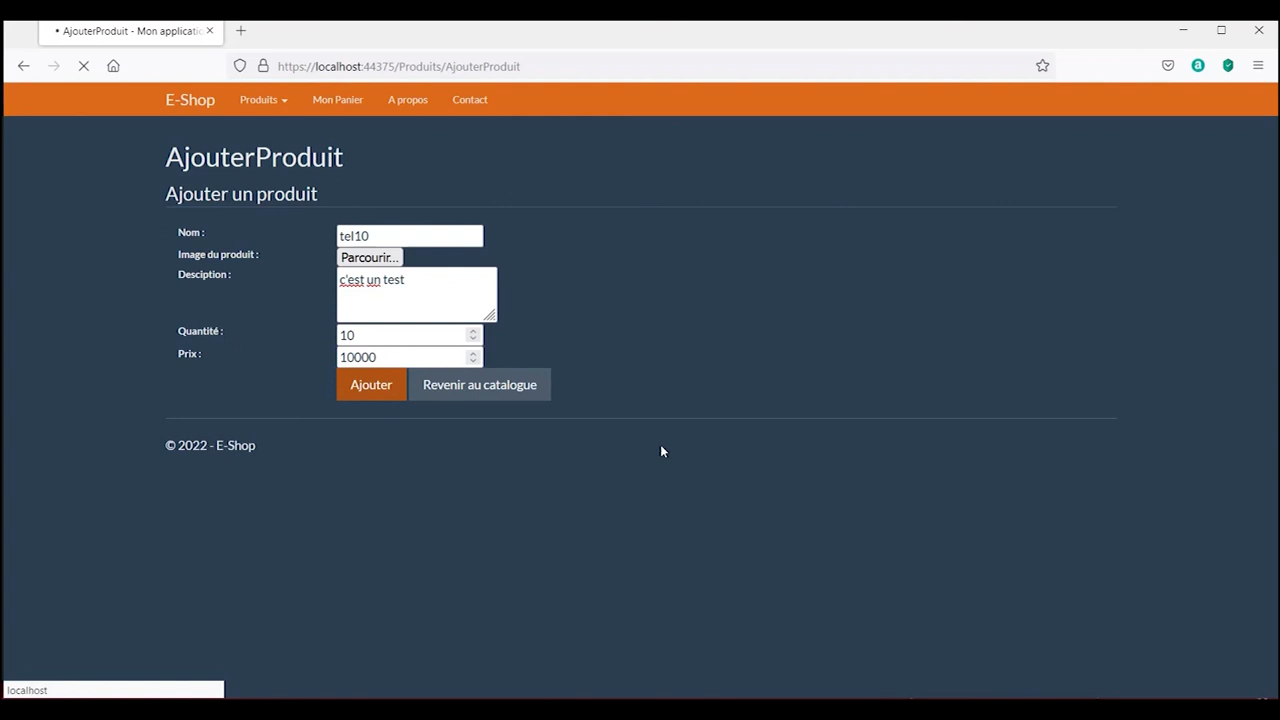 AjouterProduit - Mon applicatio
https://localhost:44375/Produits/AjouterProduit
E-Shop Produits Mon Panier A propos Contact
AjouterProduit
Ajouter un produit
Nom : tel10
Image du produit : Parcourir...
Desciption : c'est un test
Quantité : 10
Prix : 10000
Ajouter Revenir au catalogue
© 2022 - E-Shop
localhost